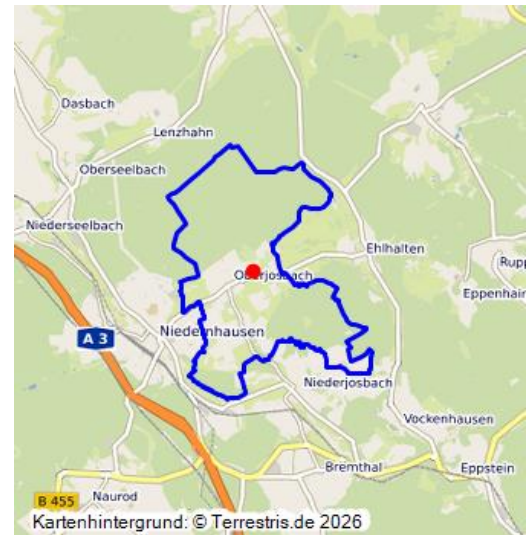 Dasbach
Lenzhahn
Oberseelbach
Niederseelbach
Ehlhalten
Rupp
Oberjosbach
Eppenhain
A 3
Niedernhausen
Niederjosbach
Vockenhausen
Bremthal
Eppstein
Naurod
B 455
Kartenhintergrund: © Terrestris.de 2026